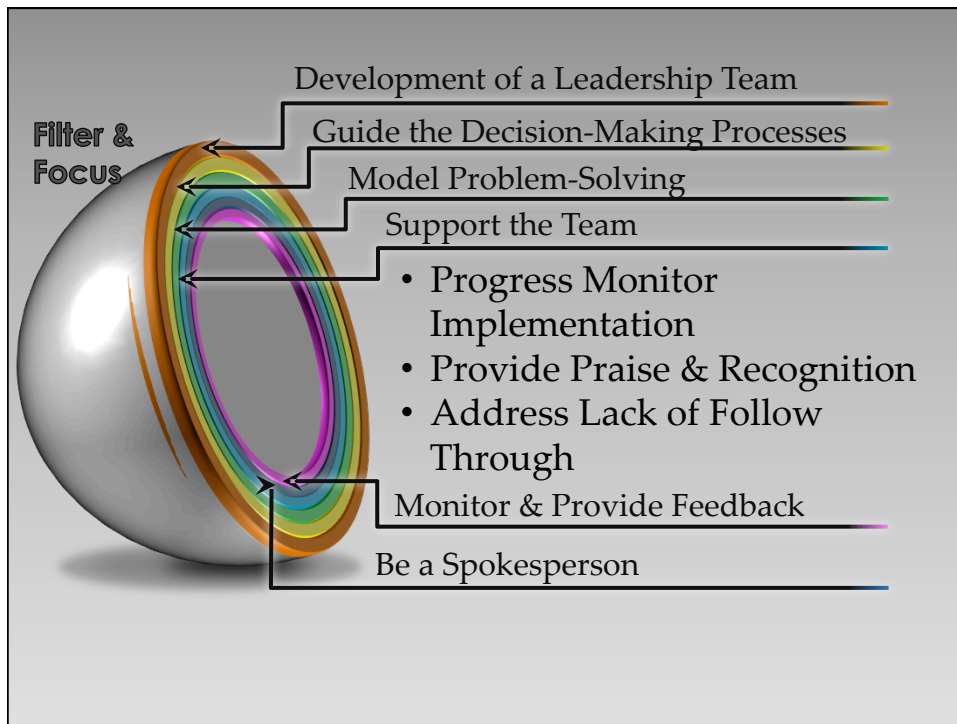 Filter &
Focus
Development of a Leadership Team
Guide the Decision-Making Processes
Model Problem-Solving
Support the Team
• Progress Monitor
Implementation
• Provide Praise & Recognition
• Address Lack of Follow
Through
Monitor & Provide Feedback
Be a Spokesperson